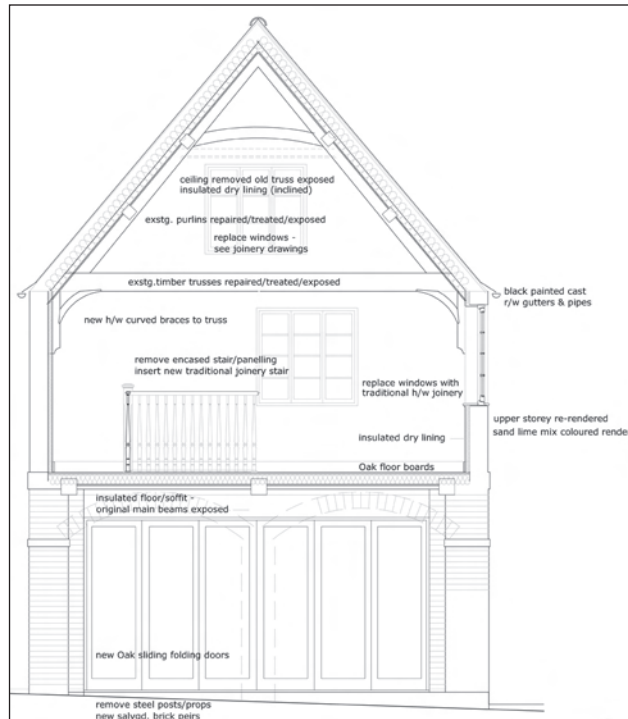 ceiling removed old truss exposed
insulated dry lining (inclined)
exstg. purlins repaired/treated/exposed
replace windows -
see joinery drawings
exstg.timber trusses repaired/treated/exposed
black painted cast
r/w gutters & pipes
new h/w curved braces to truss
remove encased stair/panelling
insert new traditional joinery stair
replace windows with
traditional h/w joinery
upper storey re-rendered
sand lime mix coloured render
insulated dry lining
Oak floor boards
insulated floor/soffit -
original main beams exposed
new Oak sliding folding doors
remove steel posts/props
new salvgd. brick peirs